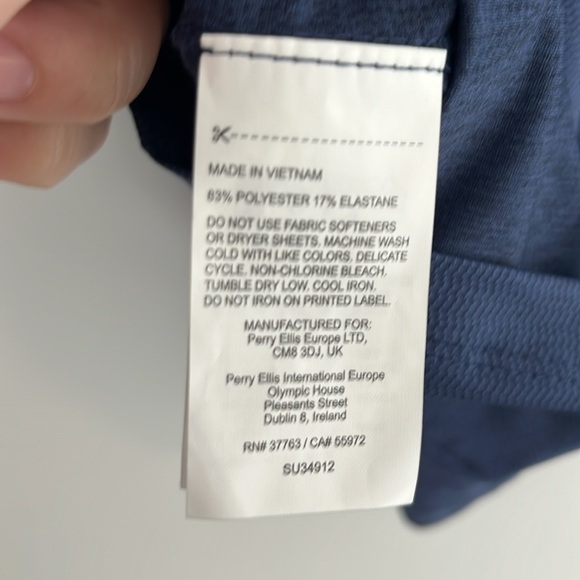 MADE IN VIETNAM
83% POLYESTER 17% ELASTANE
DO NOT USE FABRIC SOFTENERS
OR DRYER SHEETS. MACHINE WASH
COLD WITH LIKE COLORS. DELICATE
CYCLE. NON-CHLORINE BLEACH.
TUMBLE DRY LOW. COOL IRON.
DO NOT IRON ON PRINTED LABEL.
MANUFACTURED FOR:
Perry Ellis Europe LTD,
CM8 3DJ, UK
Perry Ellis International Europe
Olympic House
Pleasants Street
Dublin 8, Ireland
RN# 37763 / CA# 55972
SU34912